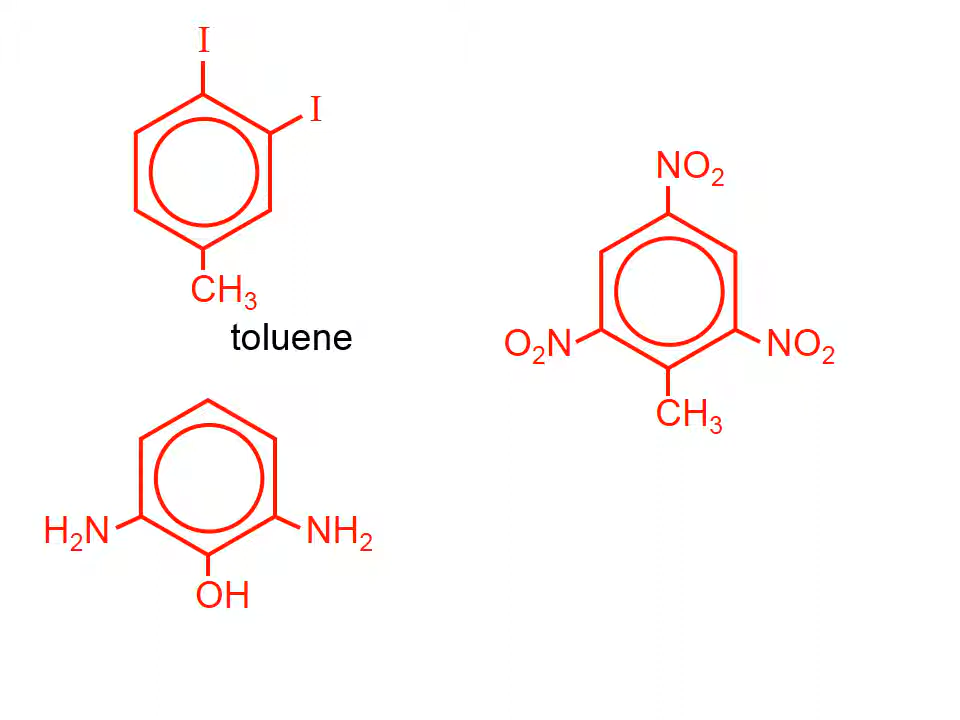 I
I
CH₃
toluene
NO₂
O₂N
NO₂
CH₃
H₂N
NH₂
OH